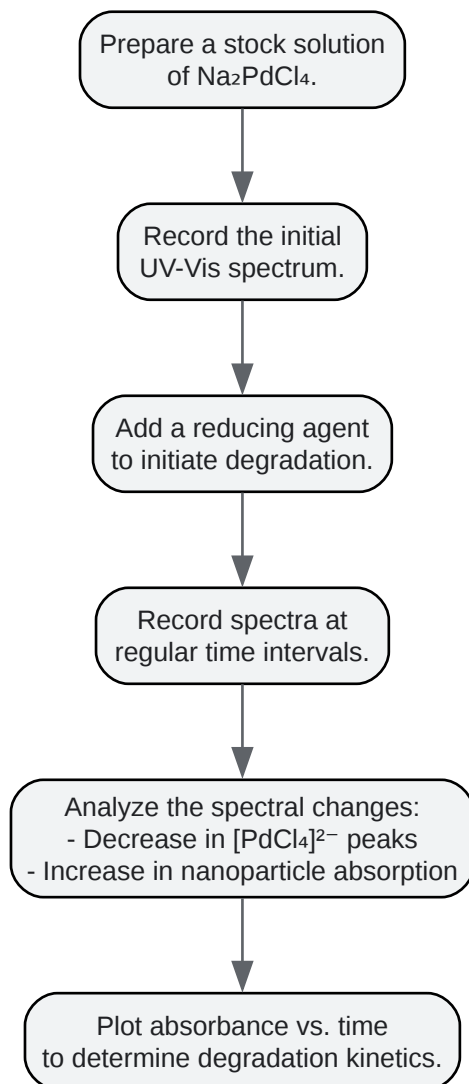 Prepare a stock solution
of Na₂PdCl₄.
Record the initial
UV-Vis spectrum.
Add a reducing agent
to initiate degradation.
Record spectra at
regular time intervals.
Analyze the spectral changes:
- Decrease in [PdCl₄]²⁻ peaks
- Increase in nanoparticle absorption
Plot absorbance vs. time
to determine degradation kinetics.